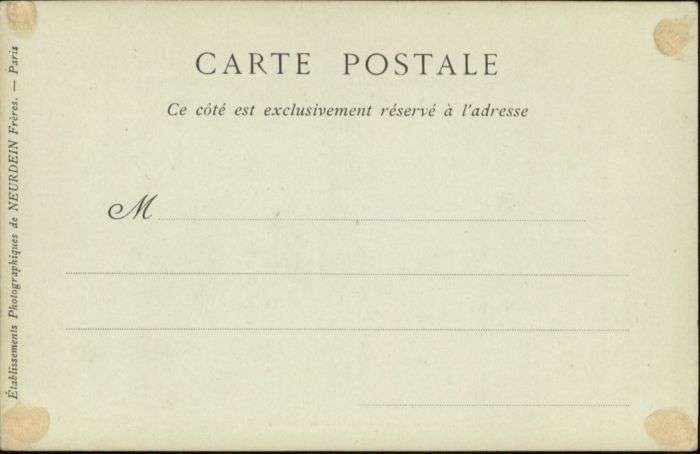 CARTE POSTALE
Ce côté est exclusivement réservé à l'adresse
M
Établissements Photographiques de NEURDEIN Frères. — Paris